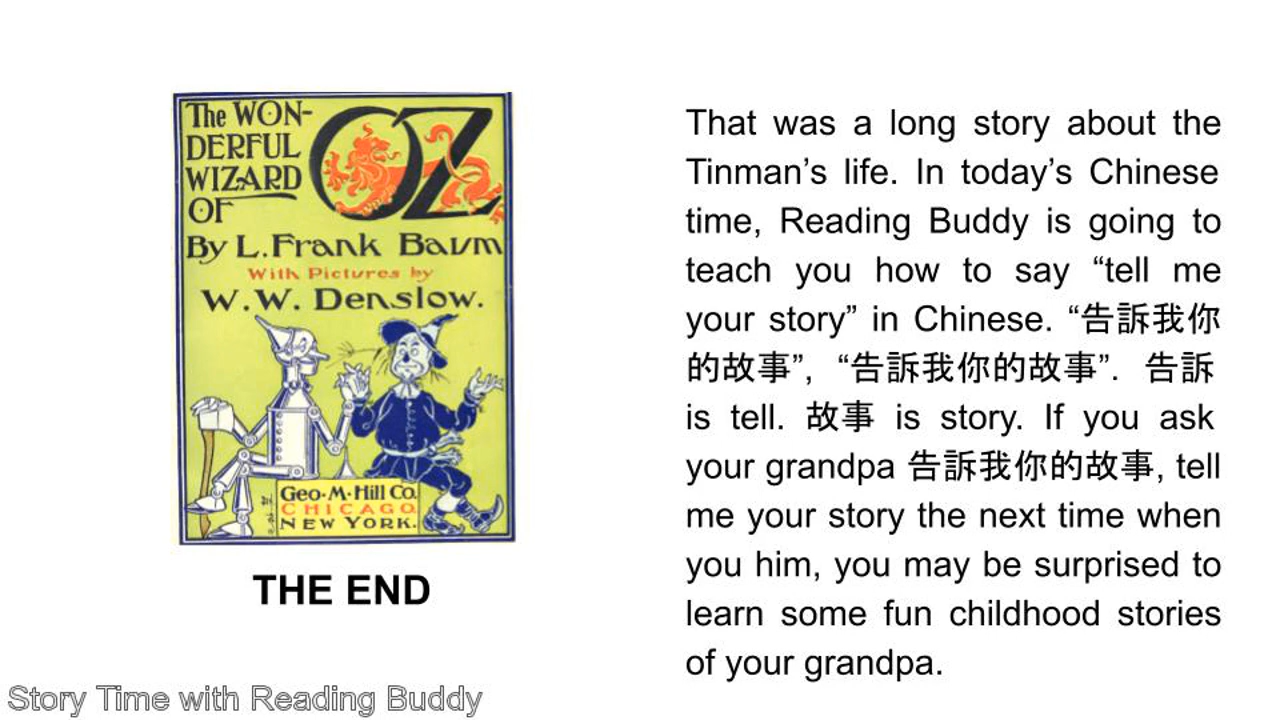 The WON-
DERFUL
WIZARD
OF
OZ
By L. Frank Baum
With Pictures by
W. W. Denslow.
Geo. M. Hill Co.
CHICAGO.
NEW YORK.
THE END
That was a long story about the
Tinman’s life. In today’s Chinese
time, Reading Buddy is going to
teach you how to say “tell me
your story” in Chinese. “告訴我你
的故事”, “告訴我你的故事”. 告訴
is tell. 故事 is story. If you ask
your grandpa 告訴我你的故事, tell
me your story the next time when
you him, you may be surprised to
learn some fun childhood stories
of your grandpa.
Story Time with Reading Buddy